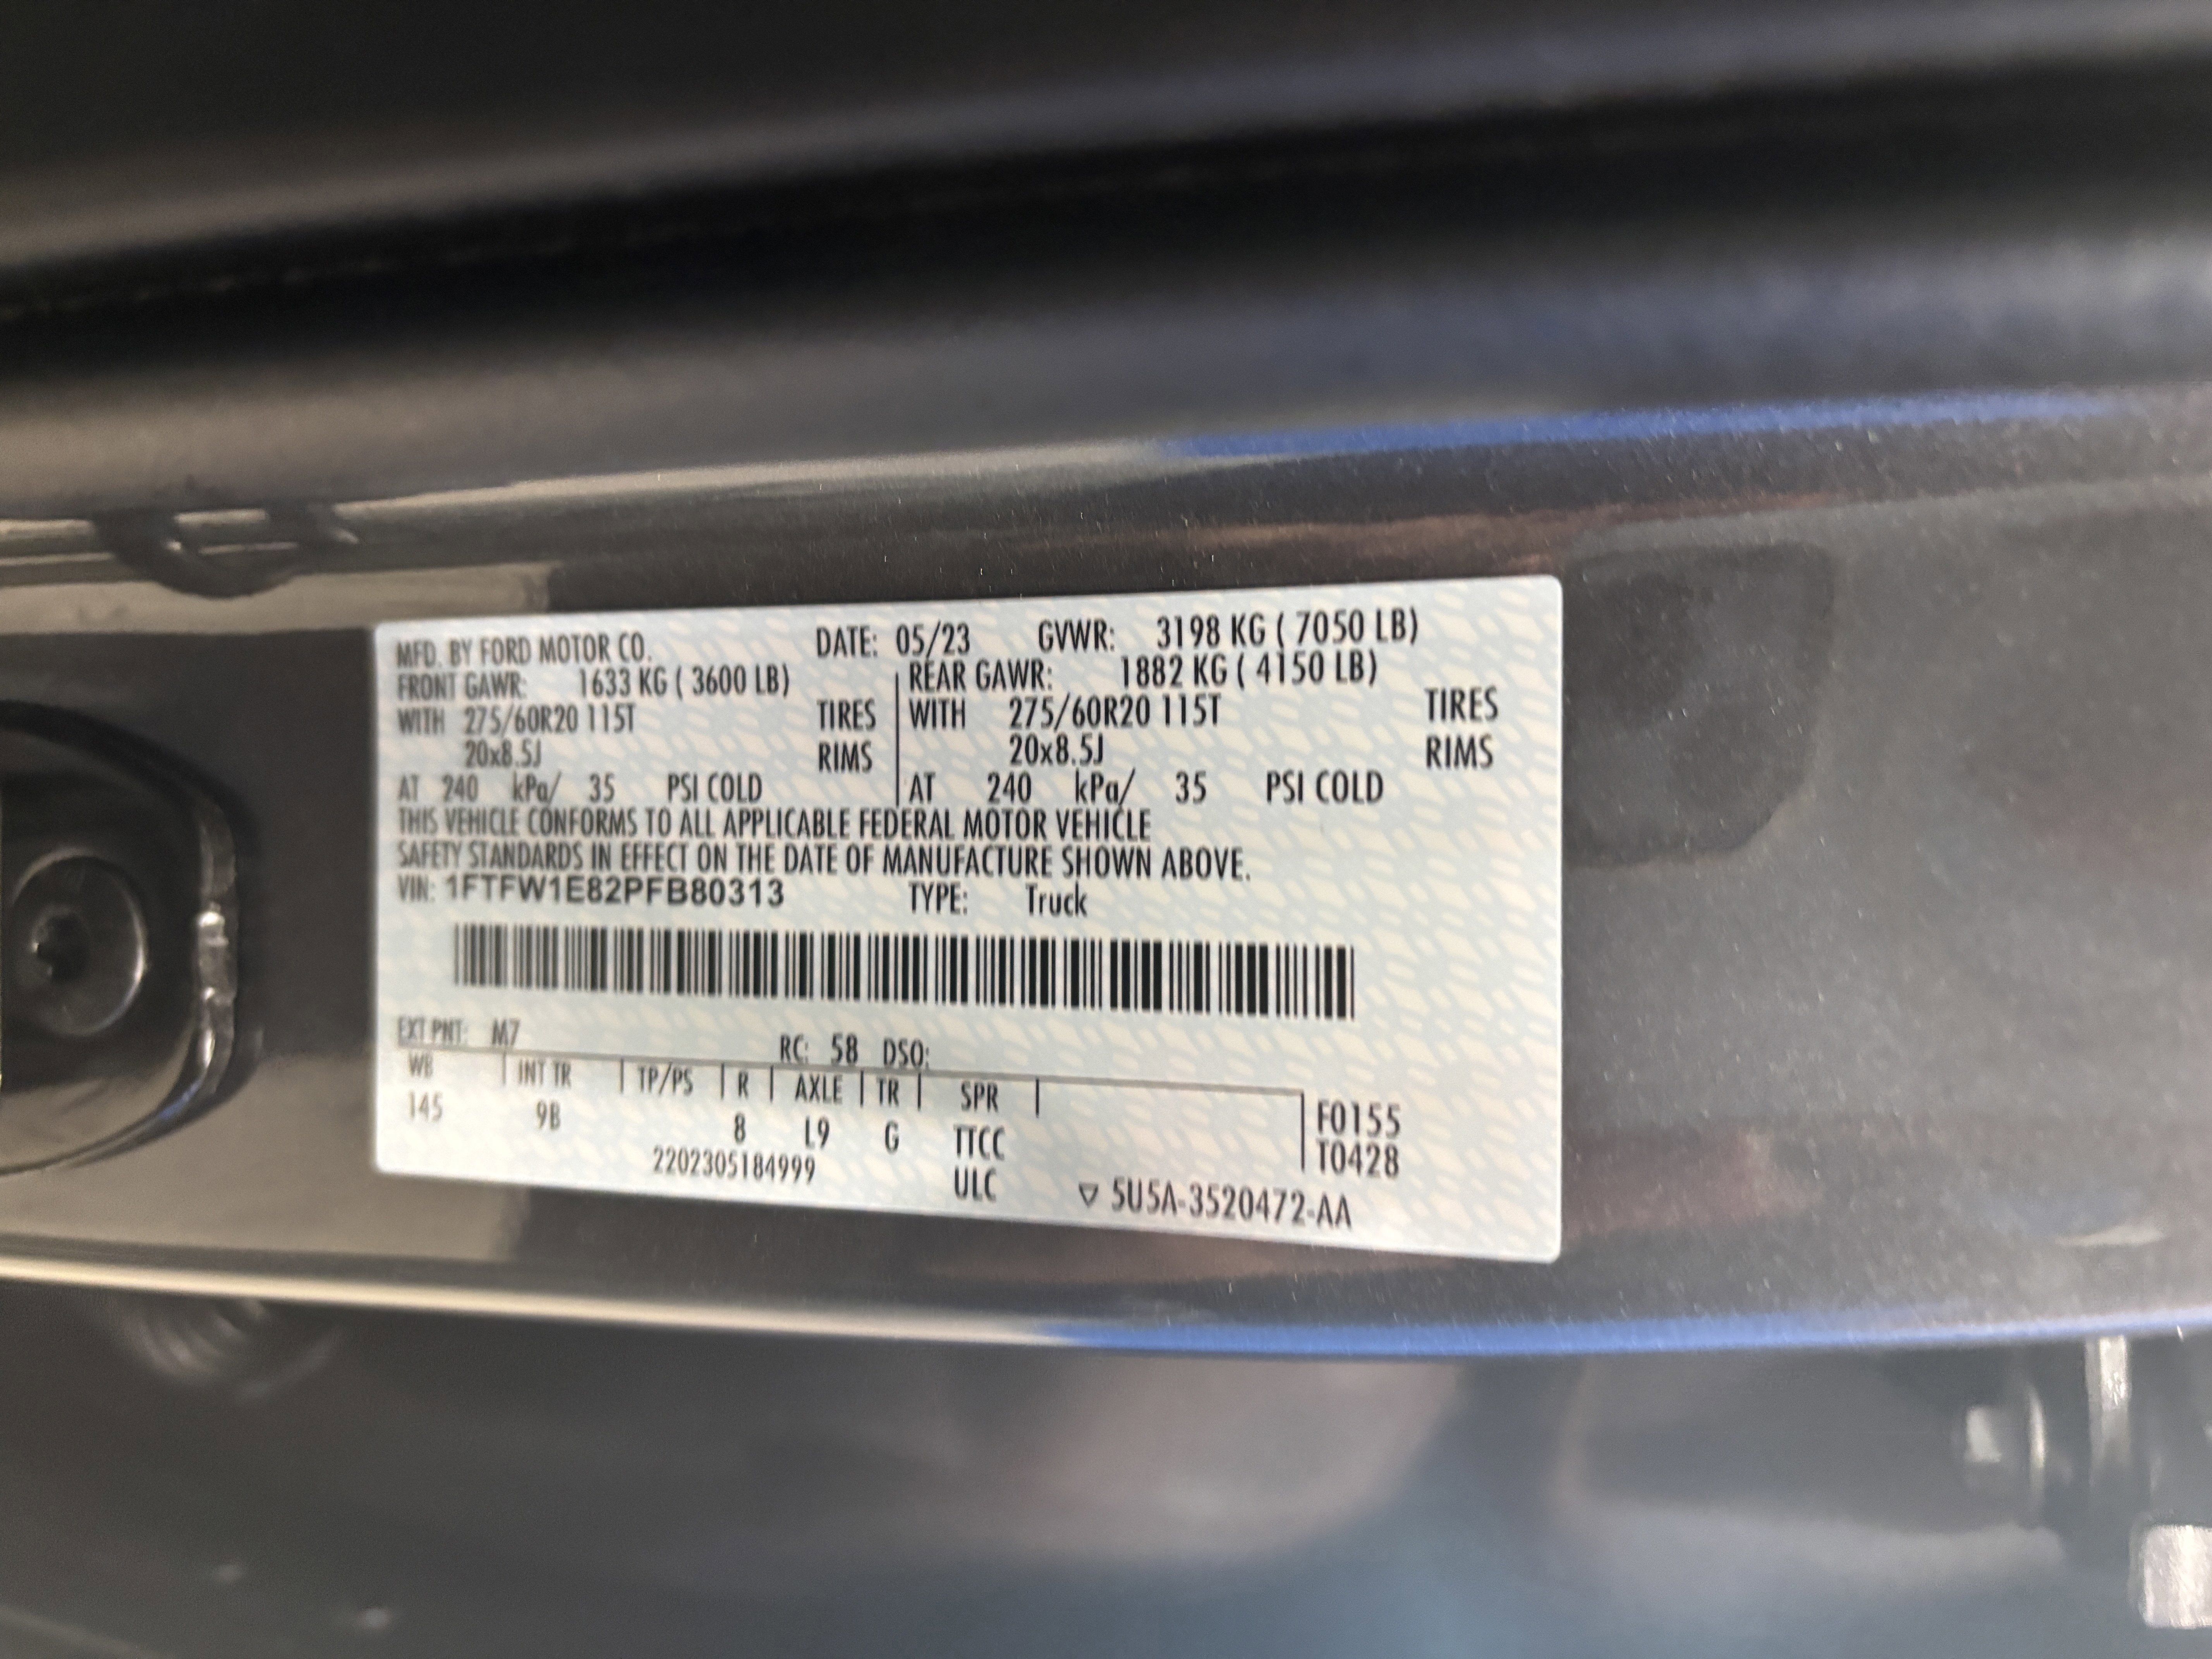 MFD. BY FORD MOTOR CO. DATE: 05/23 GVWR: 3198 KG ( 7050 LB)
FRONT GAWR: 1633 KG ( 3600 LB) REAR GAWR: 1882 KG ( 4150 LB)
WITH 275/60R20 115T TIRES WITH 275/60R20 115T TIRES
20x8.5J RIMS 20x8.5J RIMS
AT 240 kPa/ 35 PSI COLD AT 240 kPa/ 35 PSI COLD
THIS VEHICLE CONFORMS TO ALL APPLICABLE FEDERAL MOTOR VEHICLE
SAFETY STANDARDS IN EFFECT ON THE DATE OF MANUFACTURE SHOWN ABOVE.
VIN: 1FTFW1E82PFB80313 TYPE: Truck
EXT PNT: M7 RC: 58 DSO:
WB INT TR TP/PS R AXLE TR SPR
145 9B 8 L9 G TTCC F0155
2202305184999 ULC T0428
▽ 5U5A-3520472-AA